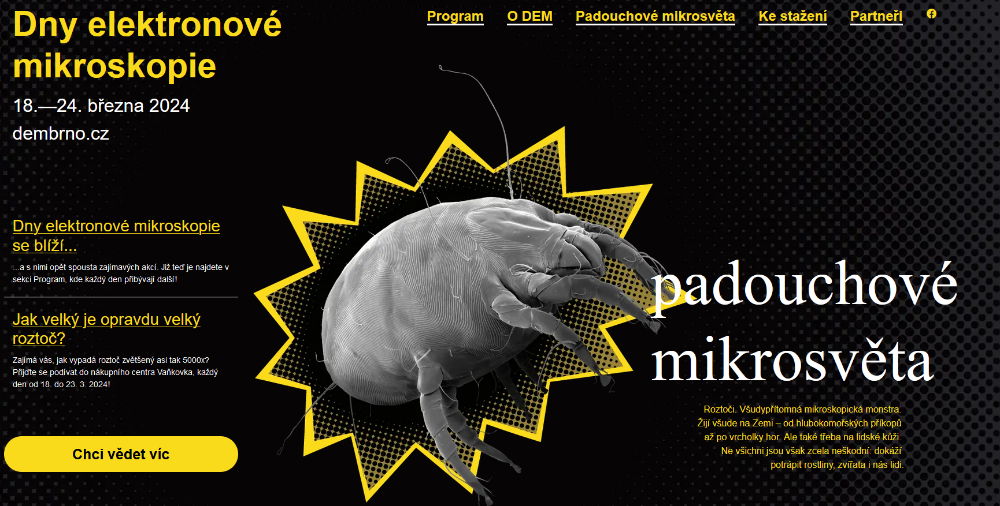 Dny elektronové
mikroskopie
18.—24. března 2024
dembrno.cz
Program
O DEM
Padouchové mikrosvěta
Ke stažení
Partneři
Dny elektronové mikroskopie
se blíží...
...a s nimi opět spousta zajímavých akcí. Již teď je najdete v
sekci Program, kde každý den přibývají další!
Jak velký je opravdu velký
roztoč?
Zajímá vás, jak vypadá roztoč zvětšený asi tak 5000x?
Přijďte se podívat do nákupního centra Vaňkovka, každý
den od 18. do 23. 3. 2024!
Chci vědet víc
padouchové
mikrosvěta
Roztoči. Všudypřítomná mikroskopická monstra.
Žijí všude na Zemi – od hlubokomořských příkopů
až po vrcholky hor. Ale také třeba na lidské kůži.
Ne všichni jsou však zcela neškodní: dokáží
potrápit rostliny, zvířata i nás lidi.